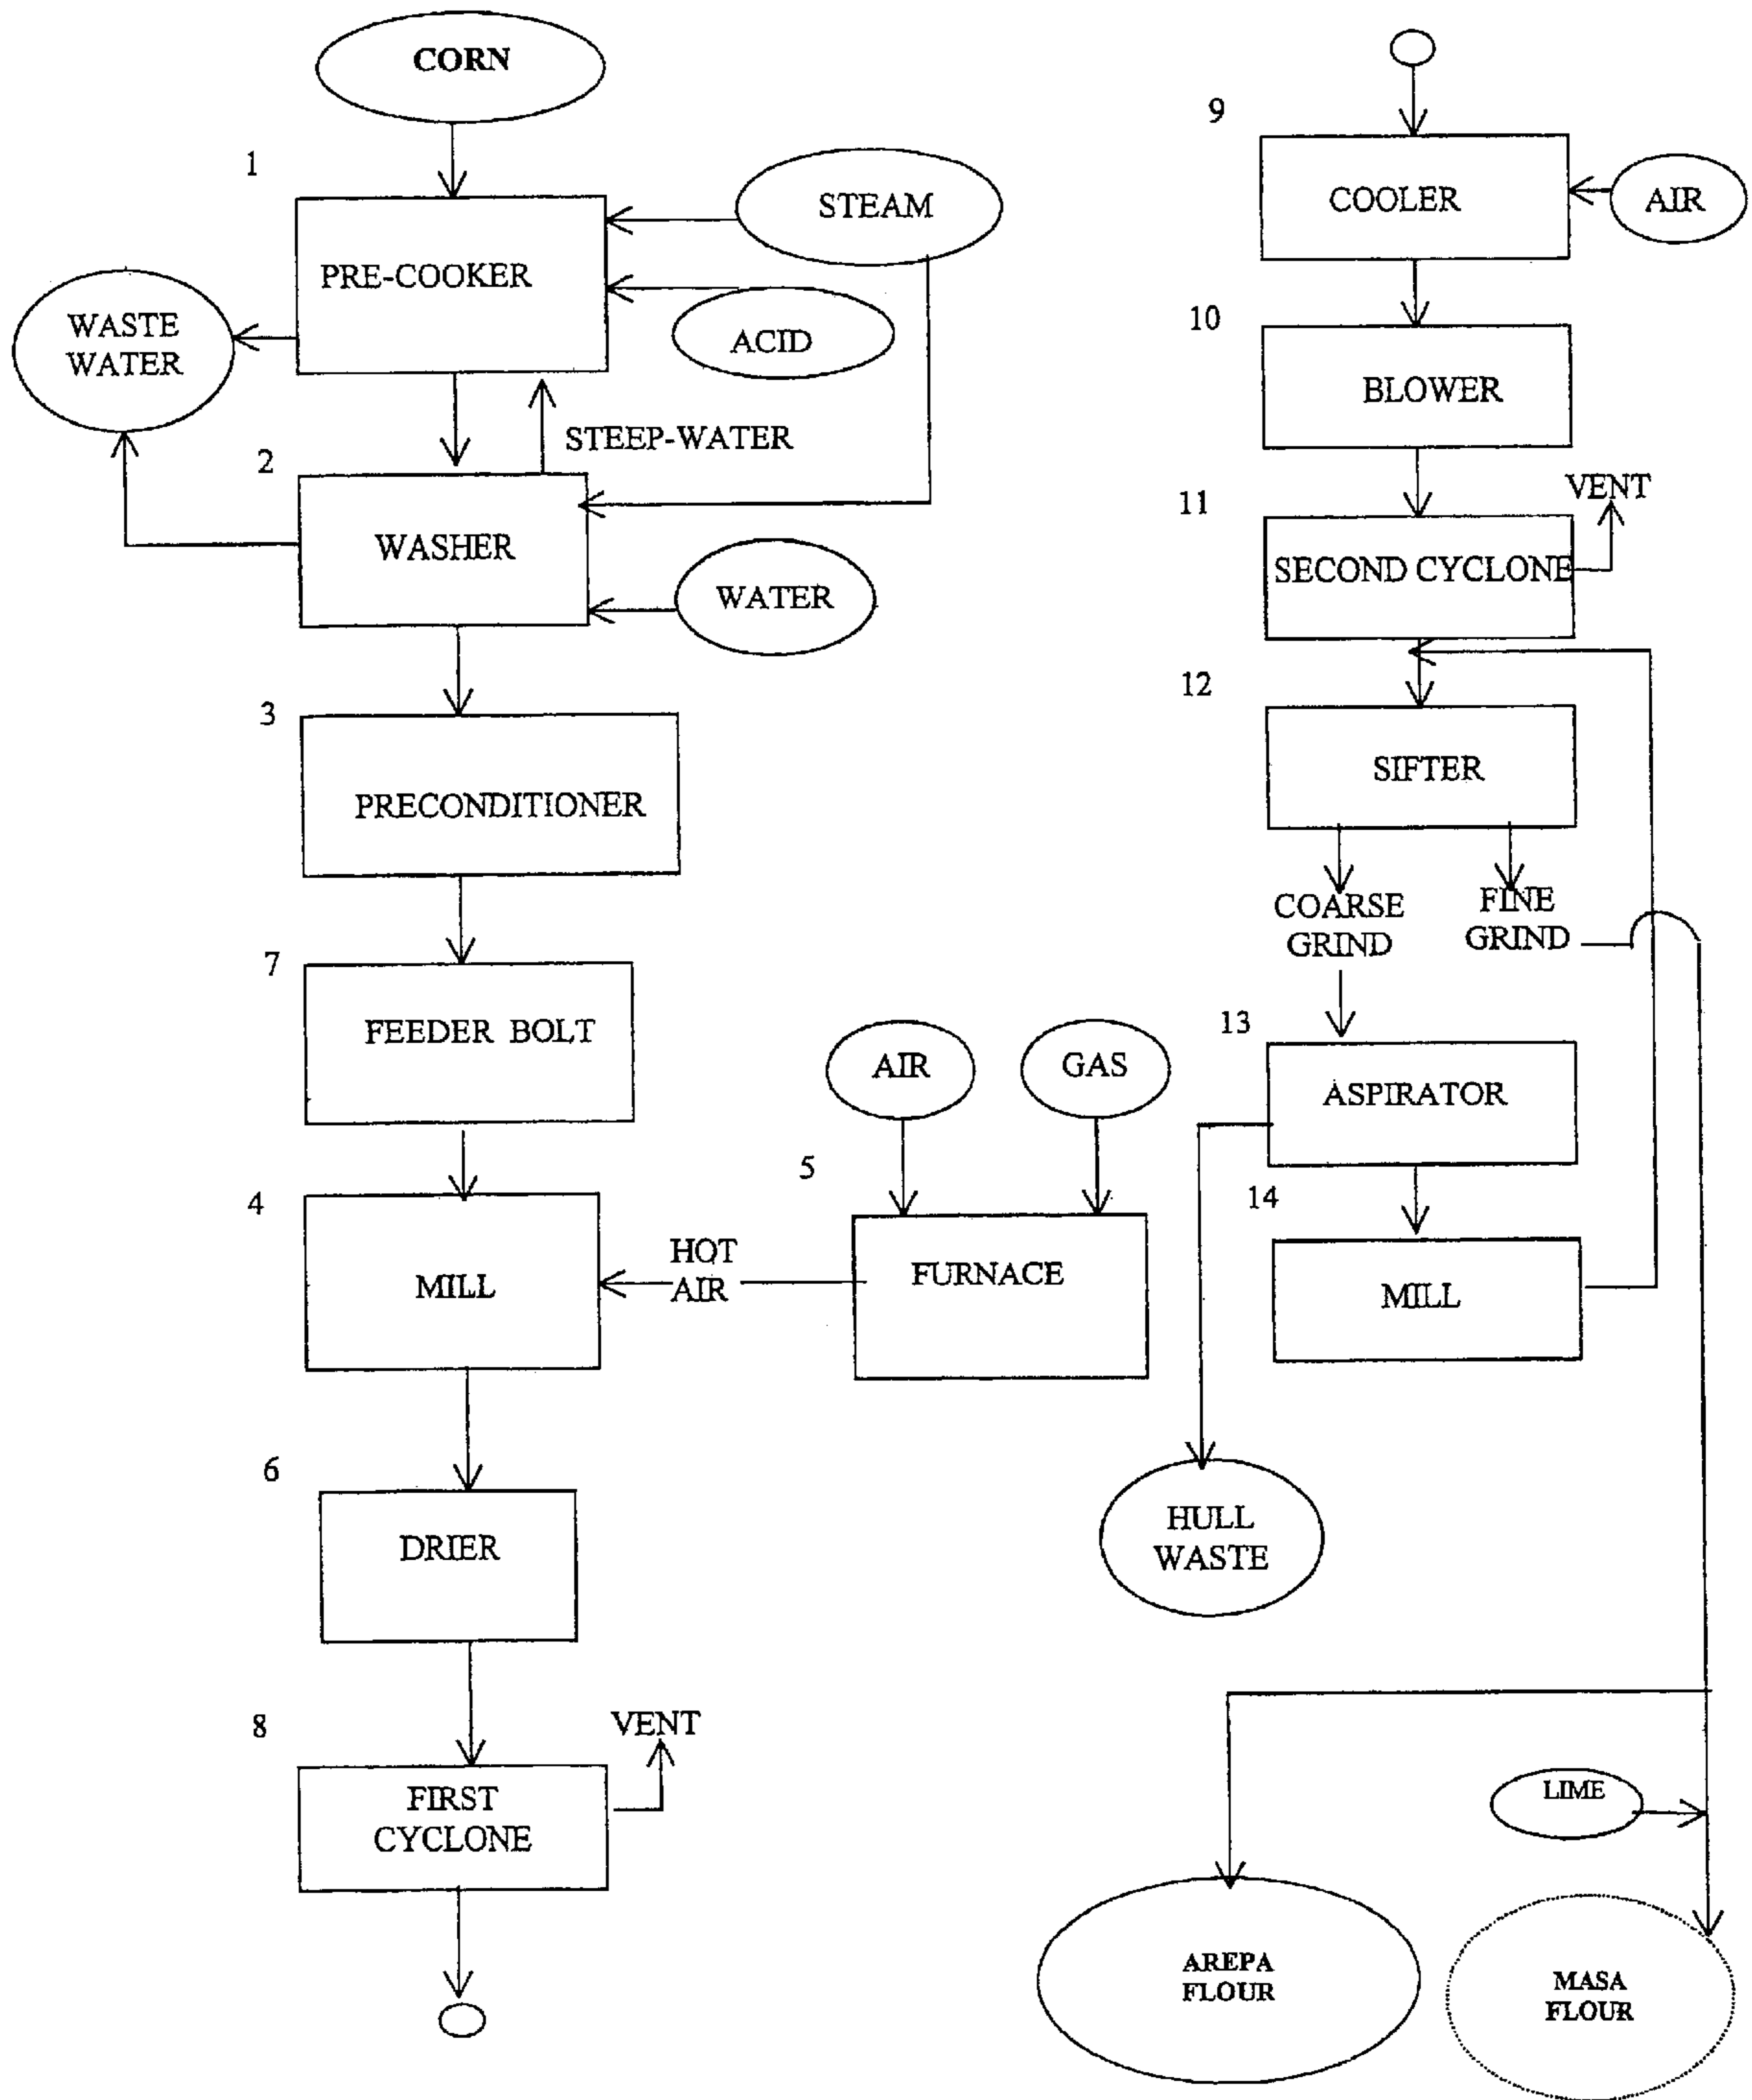 CORN
1
STEAM
PRE-COOKER
ACID
WASTE
WATER
STEEP-WATER
2
WASHER
WATER
3
PRECONDITIONER
7
FEEDER BOLT
AIR
GAS
5
4
MILL
HOT
AIR
FURNACE
6
DRIER
8
VENT
FIRST
CYCLONE
9
COOLER
AIR
10
BLOWER
11
VENT
SECOND CYCLONE
12
SIFTER
COARSE
GRIND
FINE
GRIND
13
ASPIRATOR
14
MILL
HULL
WASTE
LIME
AREPA
FLOUR
MASA
FLOUR